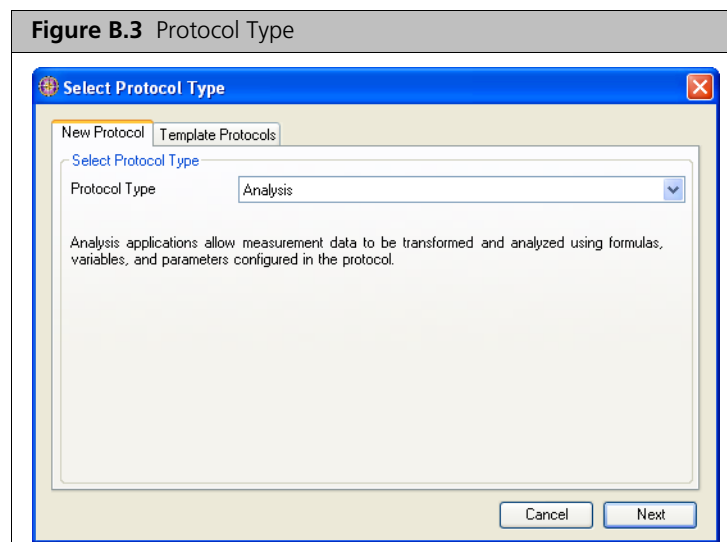 Figure B.3 Protocol Type
Select Protocol Type
New Protocol
Template Protocols
Select Protocol Type
Protocol Type
Analysis
Analysis applications allow measurement data to be transformed and analyzed using formulas,
variables, and parameters configured in the protocol.
Cancel
Next